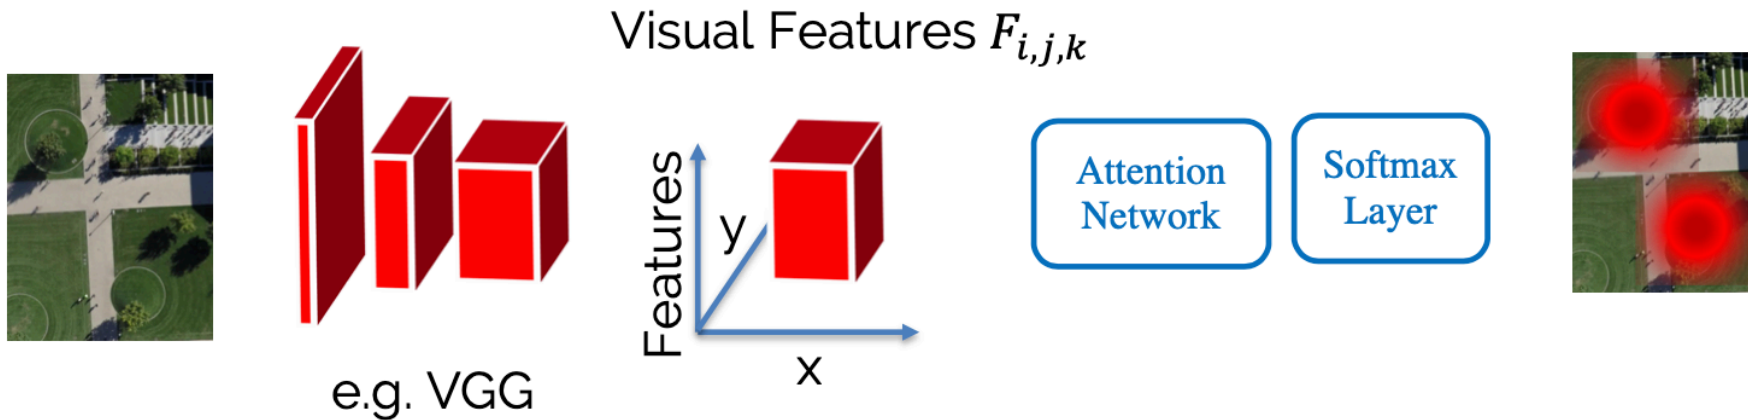 Visual Features F_{i,j,k}
e.g. VGG
Features
y
x
Attention
Network
Softmax
Layer